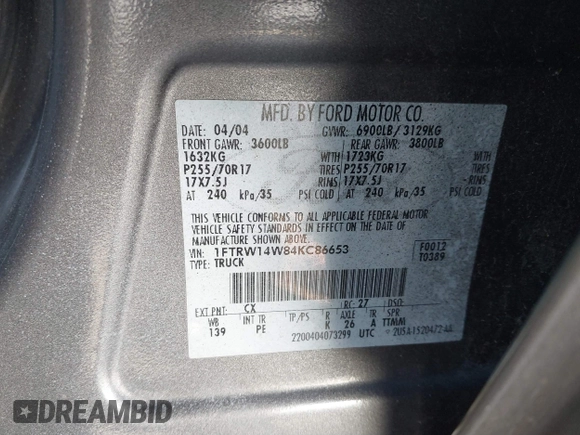 MFD. BY FORD MOTOR CO.
DATE: 04/04 GVWR: 6900LB/ 3129KG
FRONT GAWR: 3600LB REAR GAWR: 3800LB
1632KG WITH 1723KG WITH
P255/70R17 TIRES P255/70R17 TIRES
17X7.5J RIMS 17X7.5J RIMS
AT 240 kPa/35 PSI COLD AT 240 kPa/35 PSI COLD
THIS VEHICLE CONFORMS TO ALL APPLICABLE FEDERAL MOTOR
VEHICLE SAFETY STANDARDS IN EFFECT ON THE DATE OF
MANUFACTURE SHOWN ABOVE.
VIN: 1FTRW14W84KC86653 F0012
TYPE: TRUCK T0389
EXT PNT: CX RC: 27 DSO:
WB INT TR TP/PS R AXLE TR SPR
139 PE K 26 A TTMM
2200404073299 UTC
DREAMBID